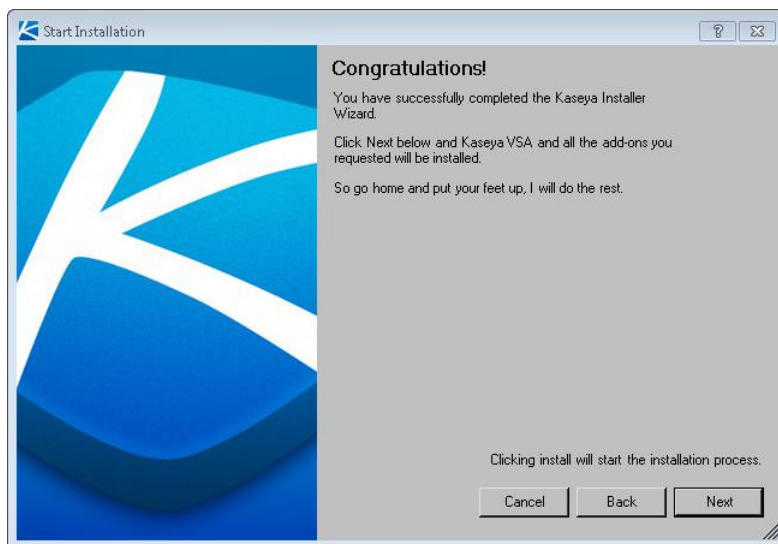 Start Installation
Congratulations!
You have successfully completed the Kaseya Installer
Wizard.
Click Next below and Kaseya VSA and all the add-ons you
requested will be installed.
So go home and put your feet up, I will do the rest.
Clicking install will start the installation process.
Cancel Back Next